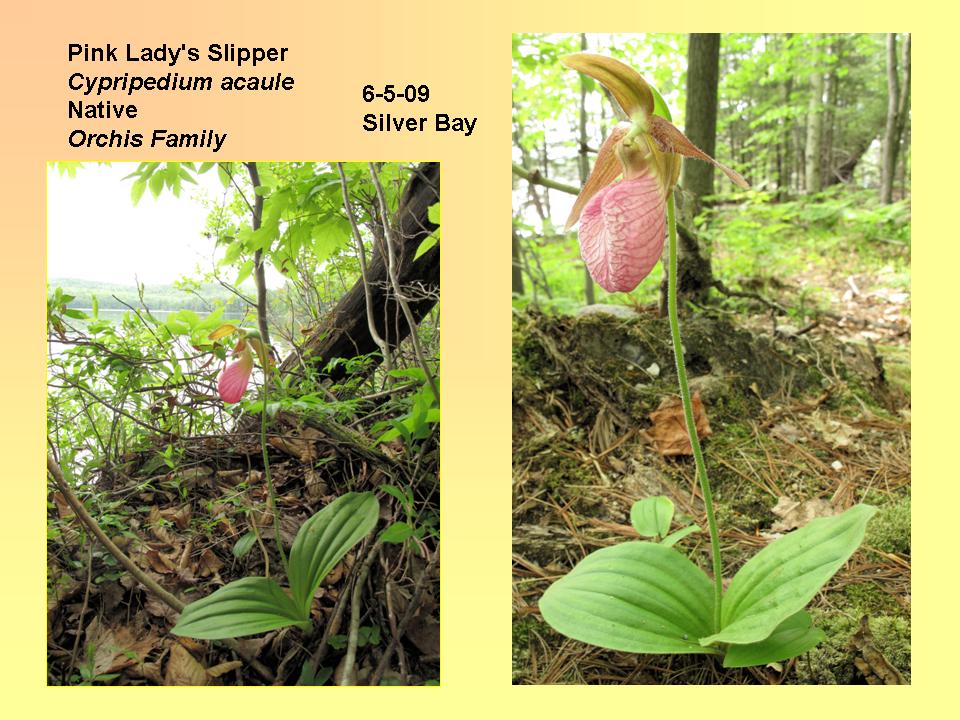 Pink Lady's Slipper
Cypripedium acaule
Native
Orchis Family
6-5-09
Silver Bay